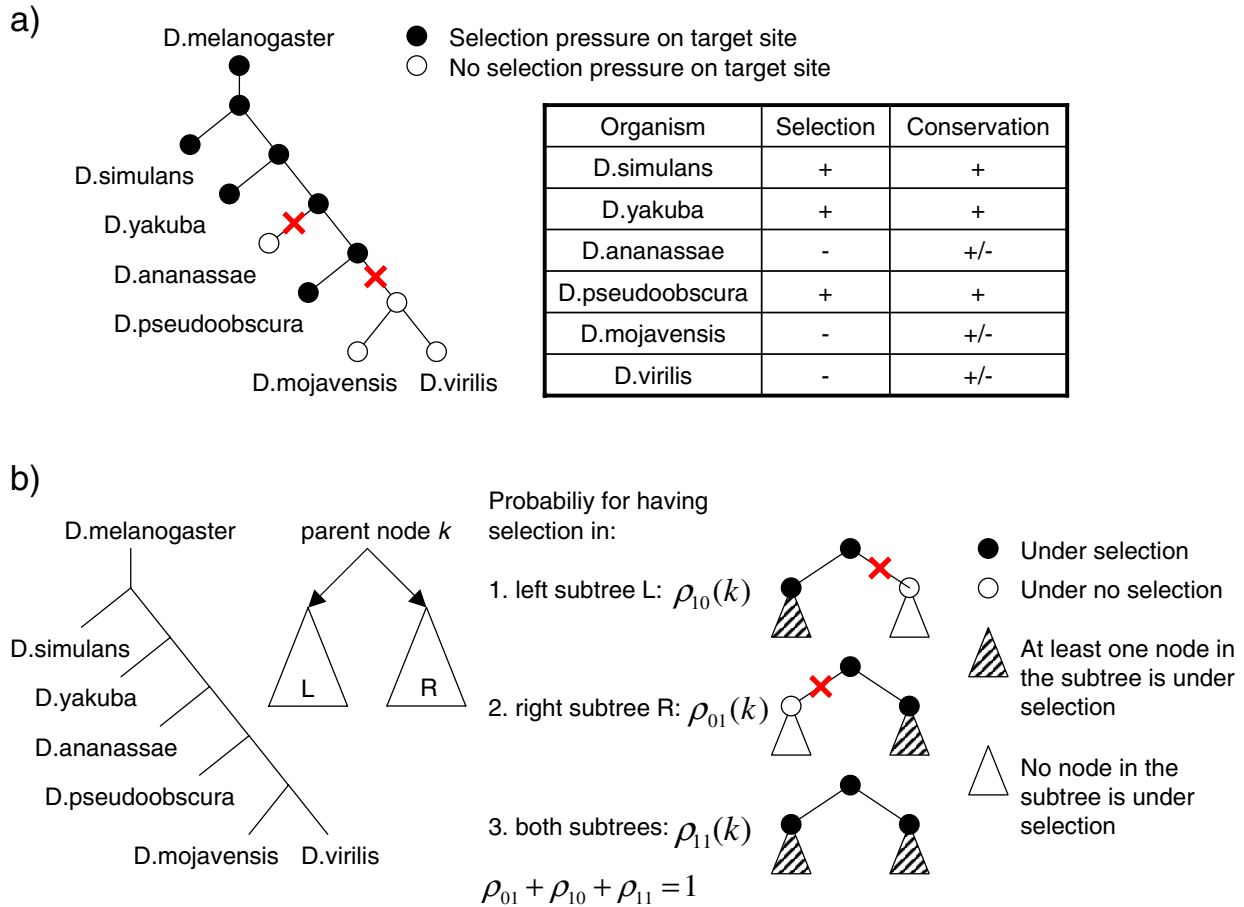 a)
D.melanogaster
Selection pressure on target site
No selection pressure on target site
D.simulans
D.yakuba
D.ananassae
D.pseudoobscura
D.mojavensis
D.virilis
Organism Selection Conservation
D.simulans + +
D.yakuba + +
D.ananassae - +/-
D.pseudoobscura + +
D.mojavensis - +/-
D.virilis - +/-
b)
D.melanogaster
D.simulans
D.yakuba
D.ananassae
D.pseudoobscura
D.mojavensis
D.virilis
parent node k
L
R
Probabiliy for having
selection in:
1. left subtree L: ρ₁₀(k)
2. right subtree R: ρ₀₁(k)
3. both subtrees: ρ₁₁(k)
ρ₀₁ + ρ₁₀ + ρ₁₁ = 1
Under selection
Under no selection
At least one node in
the subtree is under
selection
No node in the
subtree is under
selection